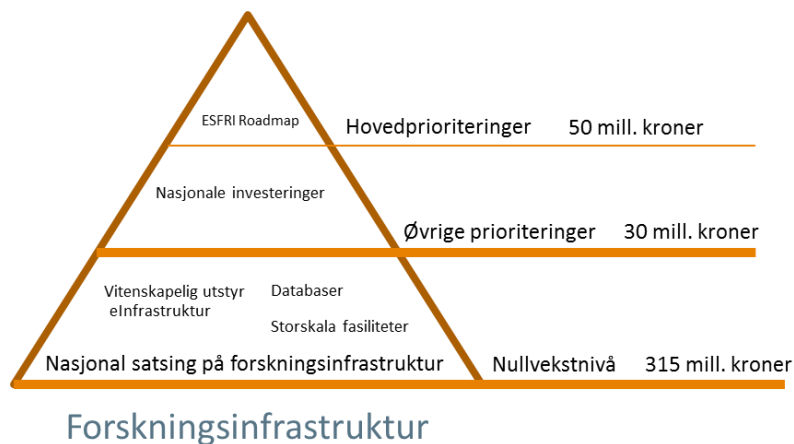 ESFRI Roadmap
Hovedprioriteringer 50 mill. kroner
Nasjonale investeringer
Øvrige prioriteringer 30 mill. kroner
Vitenskapelig utstyr
eInfrastruktur
Databaser
Storskala fasiliteter
Nasjonal satsing på forskningsinfrastruktur
Nullvekstnivå 315 mill. kroner
Forskningsinfrastruktur